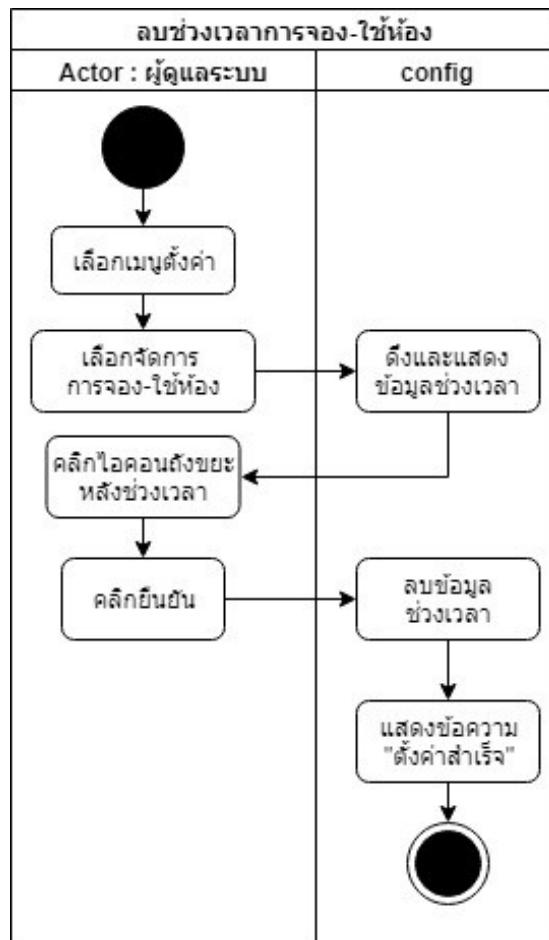 ลบช่วงเวลาการจอง-ใช้ห้อง
Actor : ผู้ดูแลระบบ
config
เลือกเมนูตั้งค่า
เลือกจัดการ
การจอง-ใช้ห้อง
ดึงและแสดง
ข้อมูลช่วงเวลา
คลิกไอคอนถังขยะ
หลังช่วงเวลา
คลิกยืนยัน
ลบข้อมูล
ช่วงเวลา
แสดงข้อความ
"ตั้งค่าสำเร็จ"